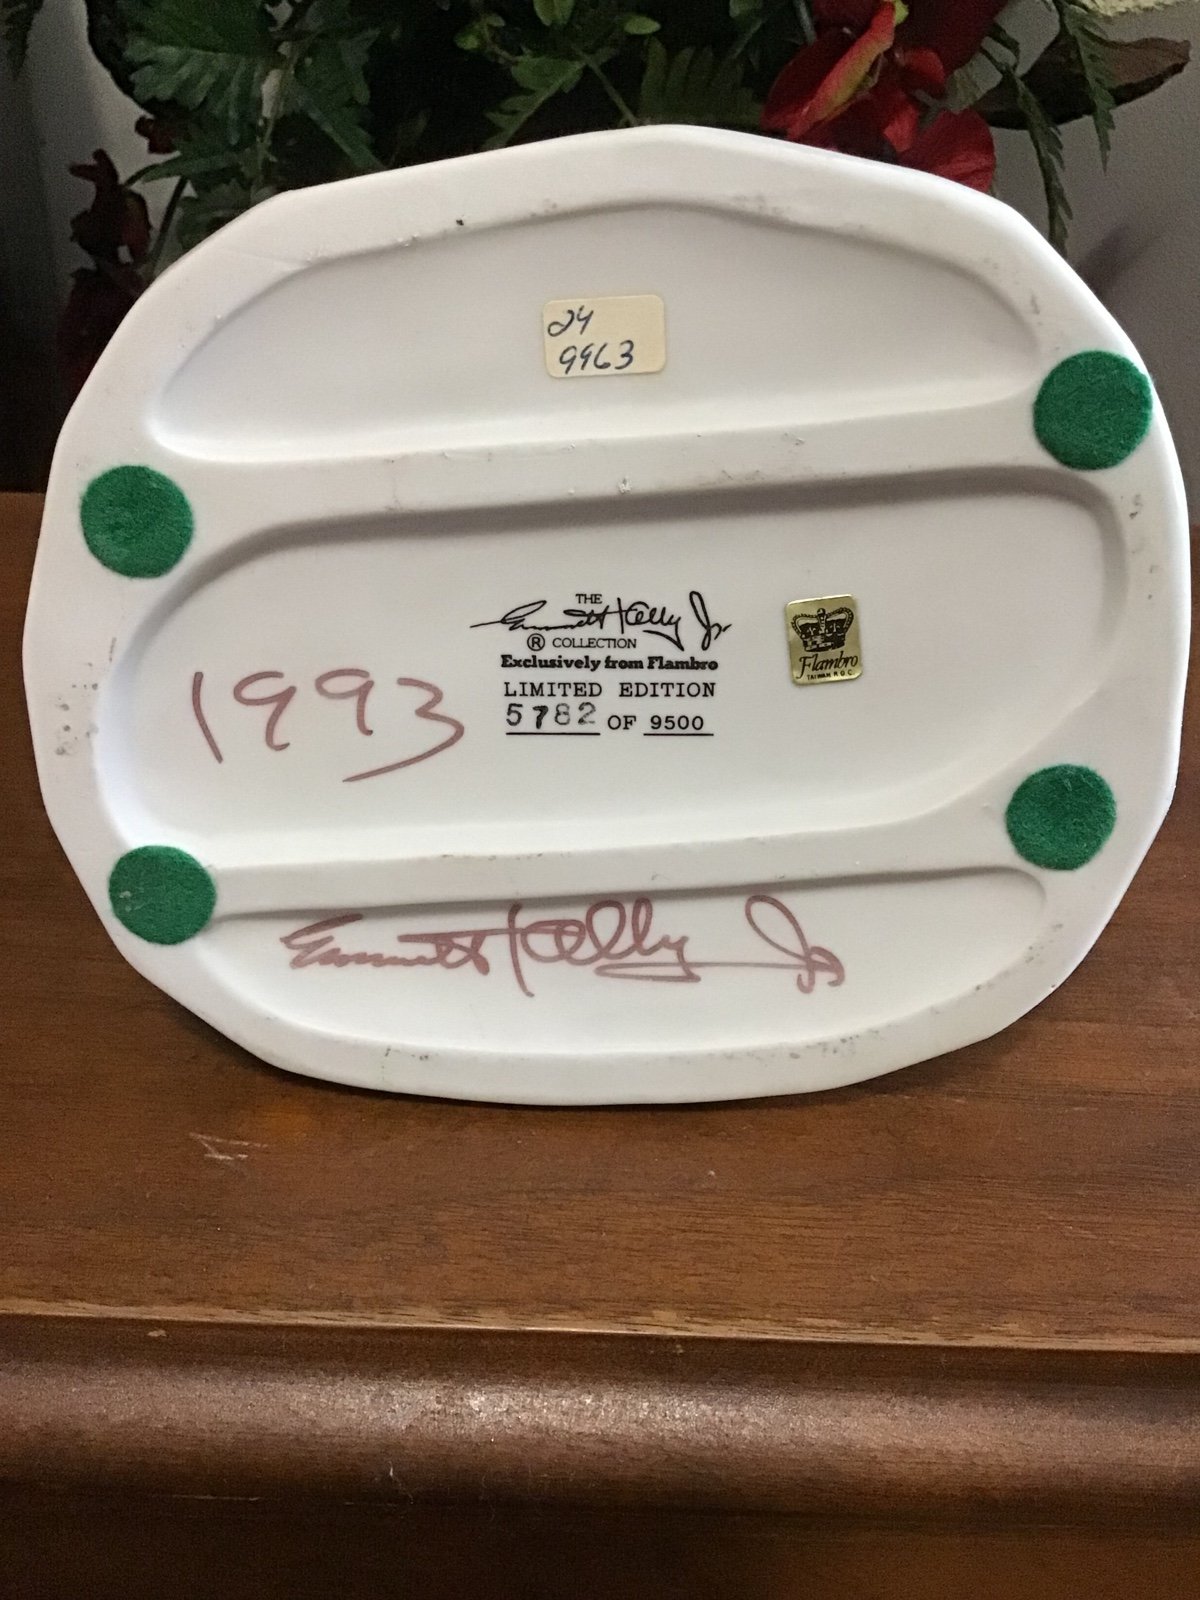 24
9963
THE
Emmett Kelly Jr.
® COLLECTION
Exclusively from Flambro
LIMITED EDITION
5782 OF 9500
Flambro
TAIWAN R.O.C.
1993
Emmett Kelly Jr